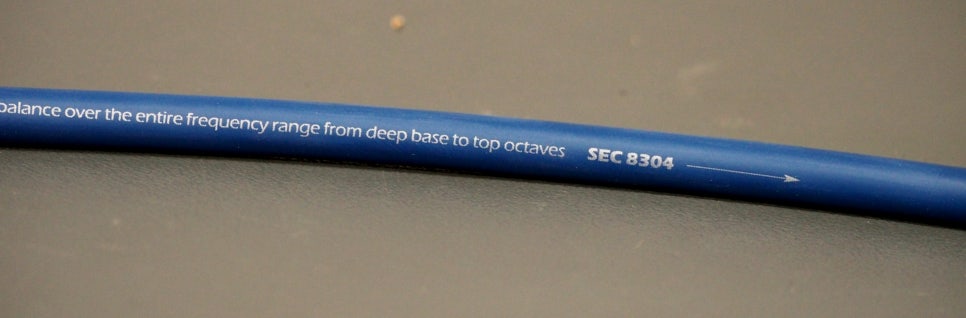 balance over the entire frequency range from deep base to top octaves SEC 8304